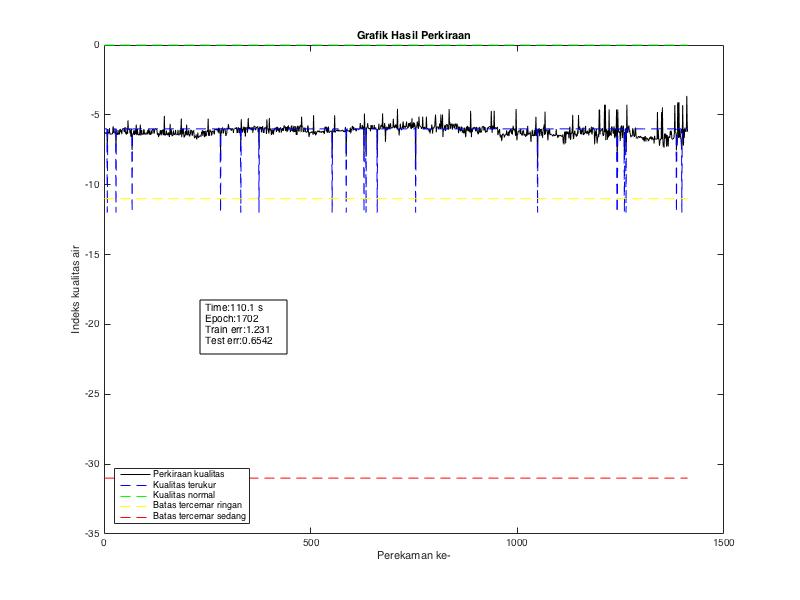 Grafik Hasil Perkiraan
0
-5
-10
-15
-20
-25
-30
-35
Indeks kualitas air
Time:110.1 s
Epoch:1702
Train err:1.231
Test err:0.6542
Perkiraan kualitas
Kualitas terukur
Kualitas normal
Batas tercemar ringan
Batas tercemar sedang
0
500
1000
1500
Perekaman ke-